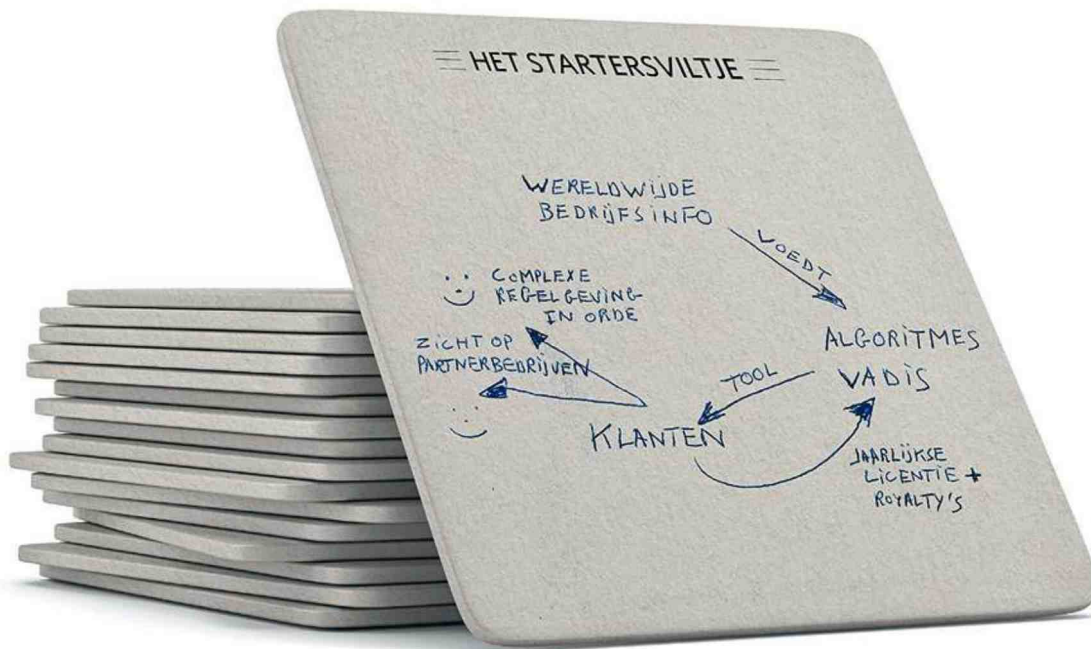 HET STARTERSVILTJE
WERELDWIJDE
BEDRIJFSINFO
VOEDT
COMPLEXE
REGELGEVING
IN ORDE
ZICHT OP
PARTNERBEDRIJVEN
ALGORITMES
VADIS
TOOL
KLANTEN
JAARLIJKSE
LICENTIE +
ROYALTY'S